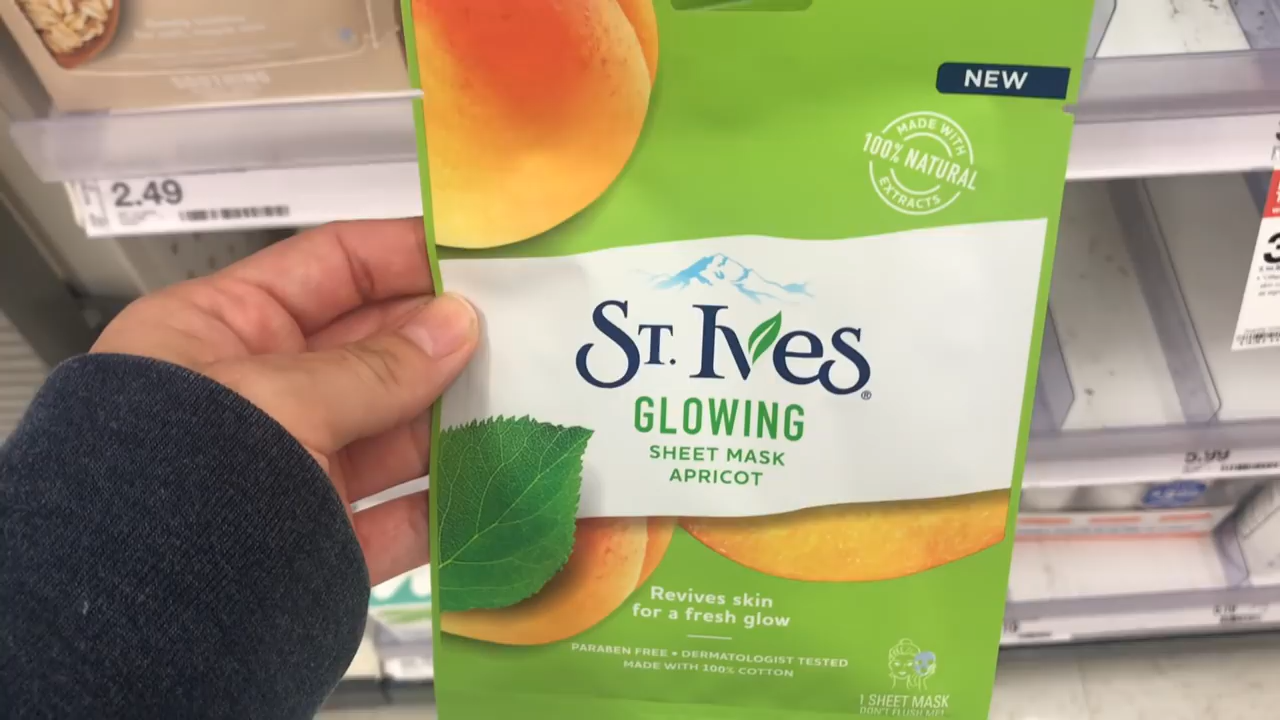 2.49
NEW
MADE WITH
100% NATURAL
EXTRACTS
ST. IVES®
GLOWING
SHEET MASK
APRICOT
Revives skin
for a fresh glow
PARABEN FREE • DERMATOLOGIST TESTED
MADE WITH 100% COTTON
1 SHEET MASK
DON'T FLUSH ME!
5.99